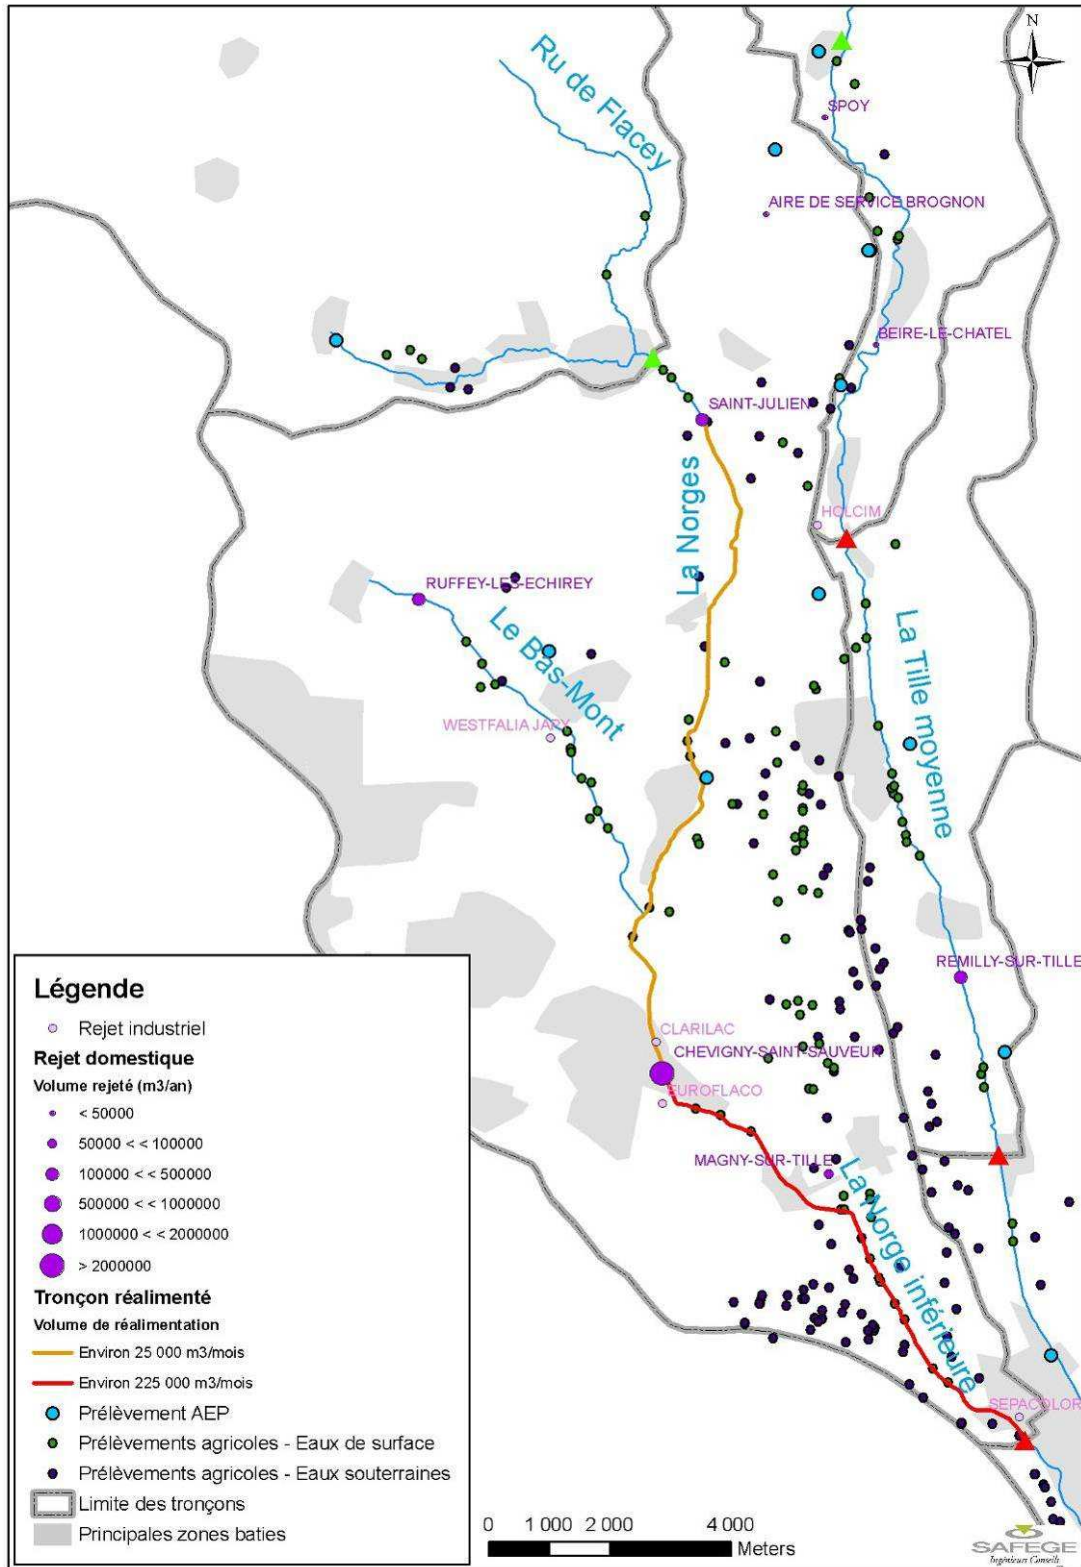 N
Ru de Flacey
SPOY
AIRE DE SERVICE BROGNON
BEIRE-LE-CHATEL
SAINT-JULIEN
La Norges
HOLCIM
RUFFEY-LES-ECHIREY
Le Bas-Mont
La Tille moyenne
WESTFALIA JAPY
REMILLY-SUR-TILLE
CLARILAC
CHEVIGNY-SAINT-SAUVEUR
EUROFLACO
MAGNY-SUR-TILLE
La Norge inférieure
SEPACOLOR
Légende
Rejet industriel
Rejet domestique
Volume rejeté (m3/an)
< 50000
50000 < < 100000
100000 < < 500000
500000 < < 1000000
1000000 < < 2000000
> 2000000
Tronçon réalimenté
Volume de réalimentation
Environ 25 000 m3/mois
Environ 225 000 m3/mois
Prélèvement AEP
Prélèvements agricoles - Eaux de surface
Prélèvements agricoles - Eaux souterraines
Limite des tronçons
Principales zones baties
0 1 000 2 000 4 000
Meters
SAFEGE
Ingénieurs Conseils